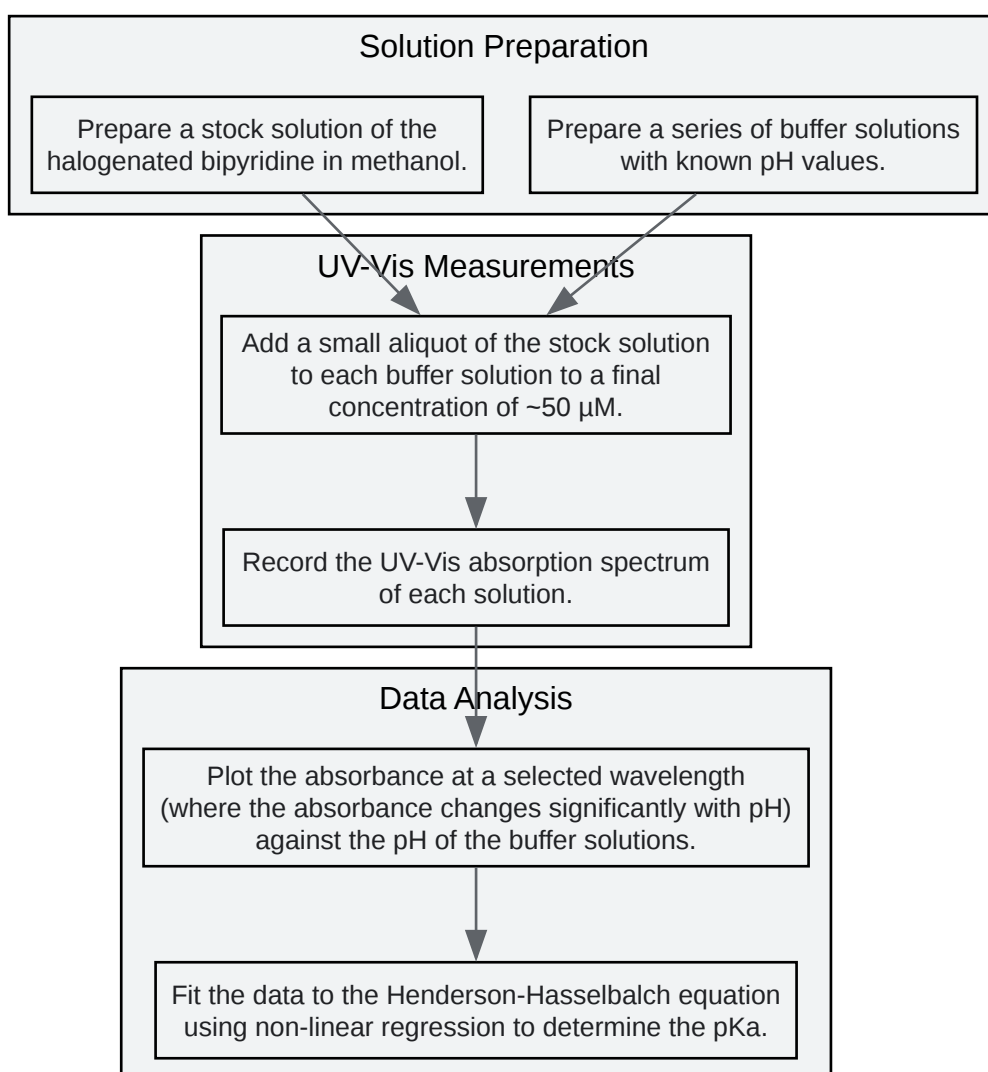 Solution Preparation
Prepare a stock solution of the
halogenated bipyridine in methanol.
Prepare a series of buffer solutions
with known pH values.
UV-Vis Measurements
Add a small aliquot of the stock solution
to each buffer solution to a final
concentration of ~50 µM.
Record the UV-Vis absorption spectrum
of each solution.
Data Analysis
Plot the absorbance at a selected wavelength
(where the absorbance changes significantly with pH)
against the pH of the buffer solutions.
Fit the data to the Henderson-Hasselbalch equation
using non-linear regression to determine the pKa.